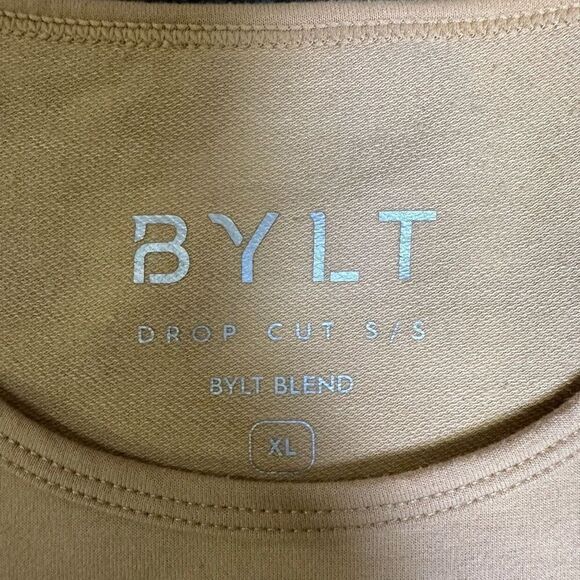 BYLT
DROP CUT S/S
BYLT BLEND
XL